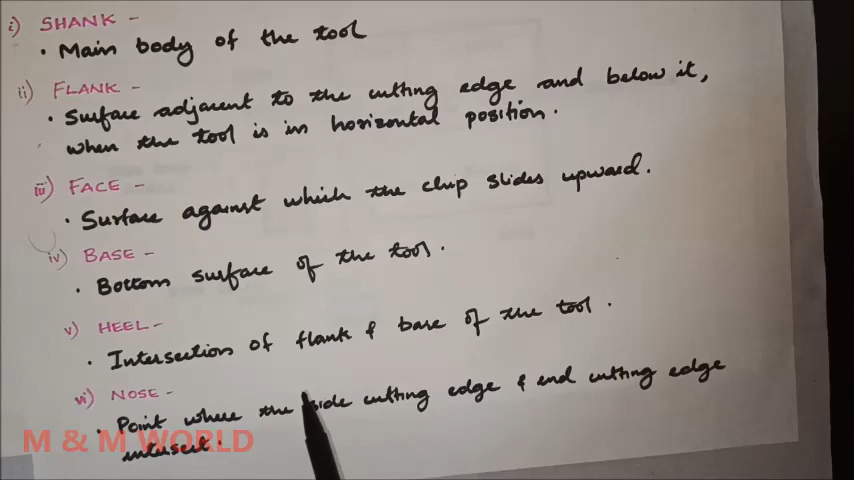 i) SHANK -
• Main body of the tool
ii) FLANK -
• Surface adjacent to the cutting edge and below it,
when the tool is in horizontal position.
iii) FACE -
• Surface against which the chip slides upward.
iv) BASE -
• Bottom surface of the tool.
v) HEEL -
• Intersection of flank & base of the tool.
vi) NOSE -
• Point where the side cutting edge & end cutting edge
intersect.
M & M WORLD